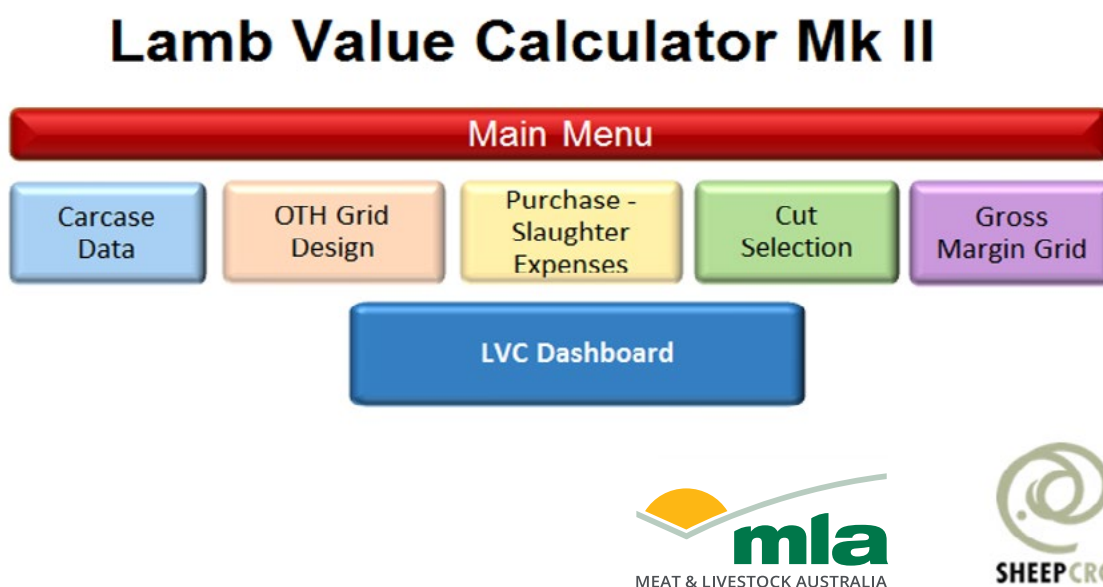 Lamb Value Calculator Mk II
Main Menu
Carcase
Data
OTH Grid
Design
Purchase -
Slaughter
Expenses
Cut
Selection
Gross
Margin Grid
LVC Dashboard
mla
MEAT & LIVESTOCK AUSTRALIA